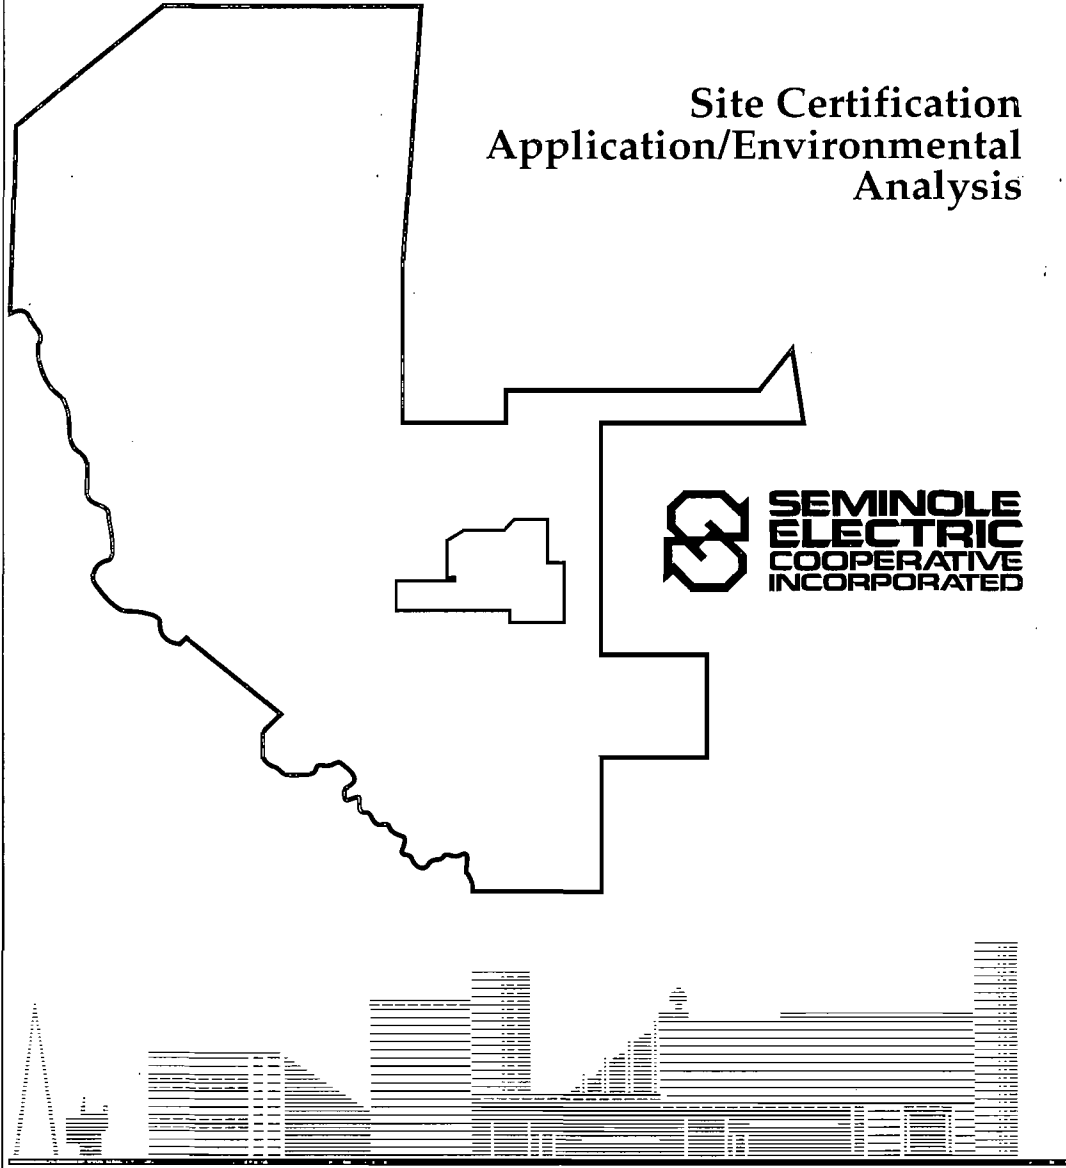 Site Certification
Application/Environmental
Analysis
SEMINOLE
ELECTRIC
COOPERATIVE
INCORPORATED